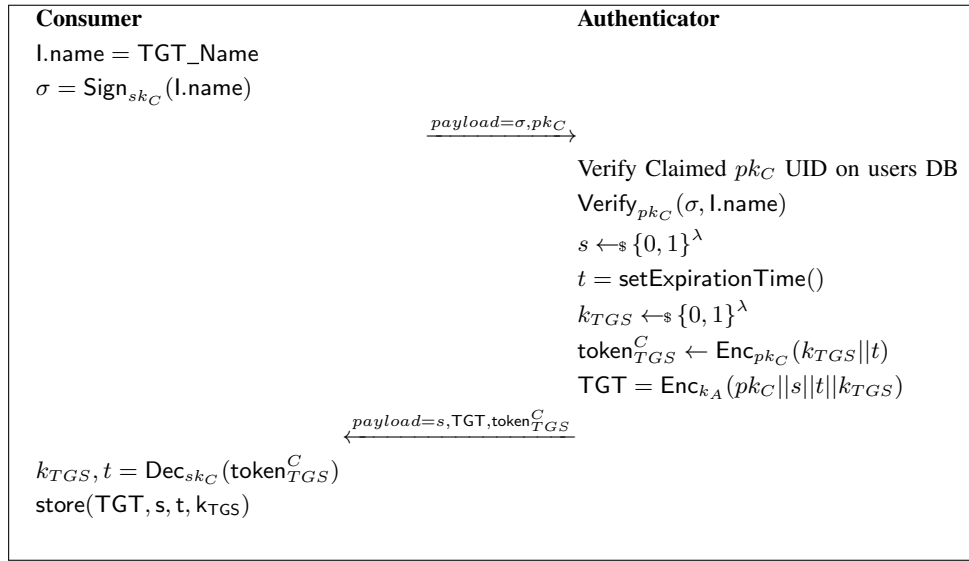 Consumer Authenticator
I.name = TGT_Name
σ = Sign_{sk_C}(I.name)
payload=σ,pk_C
Verify Claimed pk_C UID on users DB
Verify_{pk_C}(σ, I.name)
s ←$ {0, 1}^λ
t = setExpirationTime()
k_{TGS} ←$ {0, 1}^λ
token^C_{TGS} ← Enc_{pk_C}(k_{TGS}||t)
TGT = Enc_{k_A}(pk_C||s||t||k_{TGS})
payload=s,TGT,token^C_{TGS}
k_{TGS}, t = Dec_{sk_C}(token^C_{TGS})
store(TGT, s, t, k_{TGS})